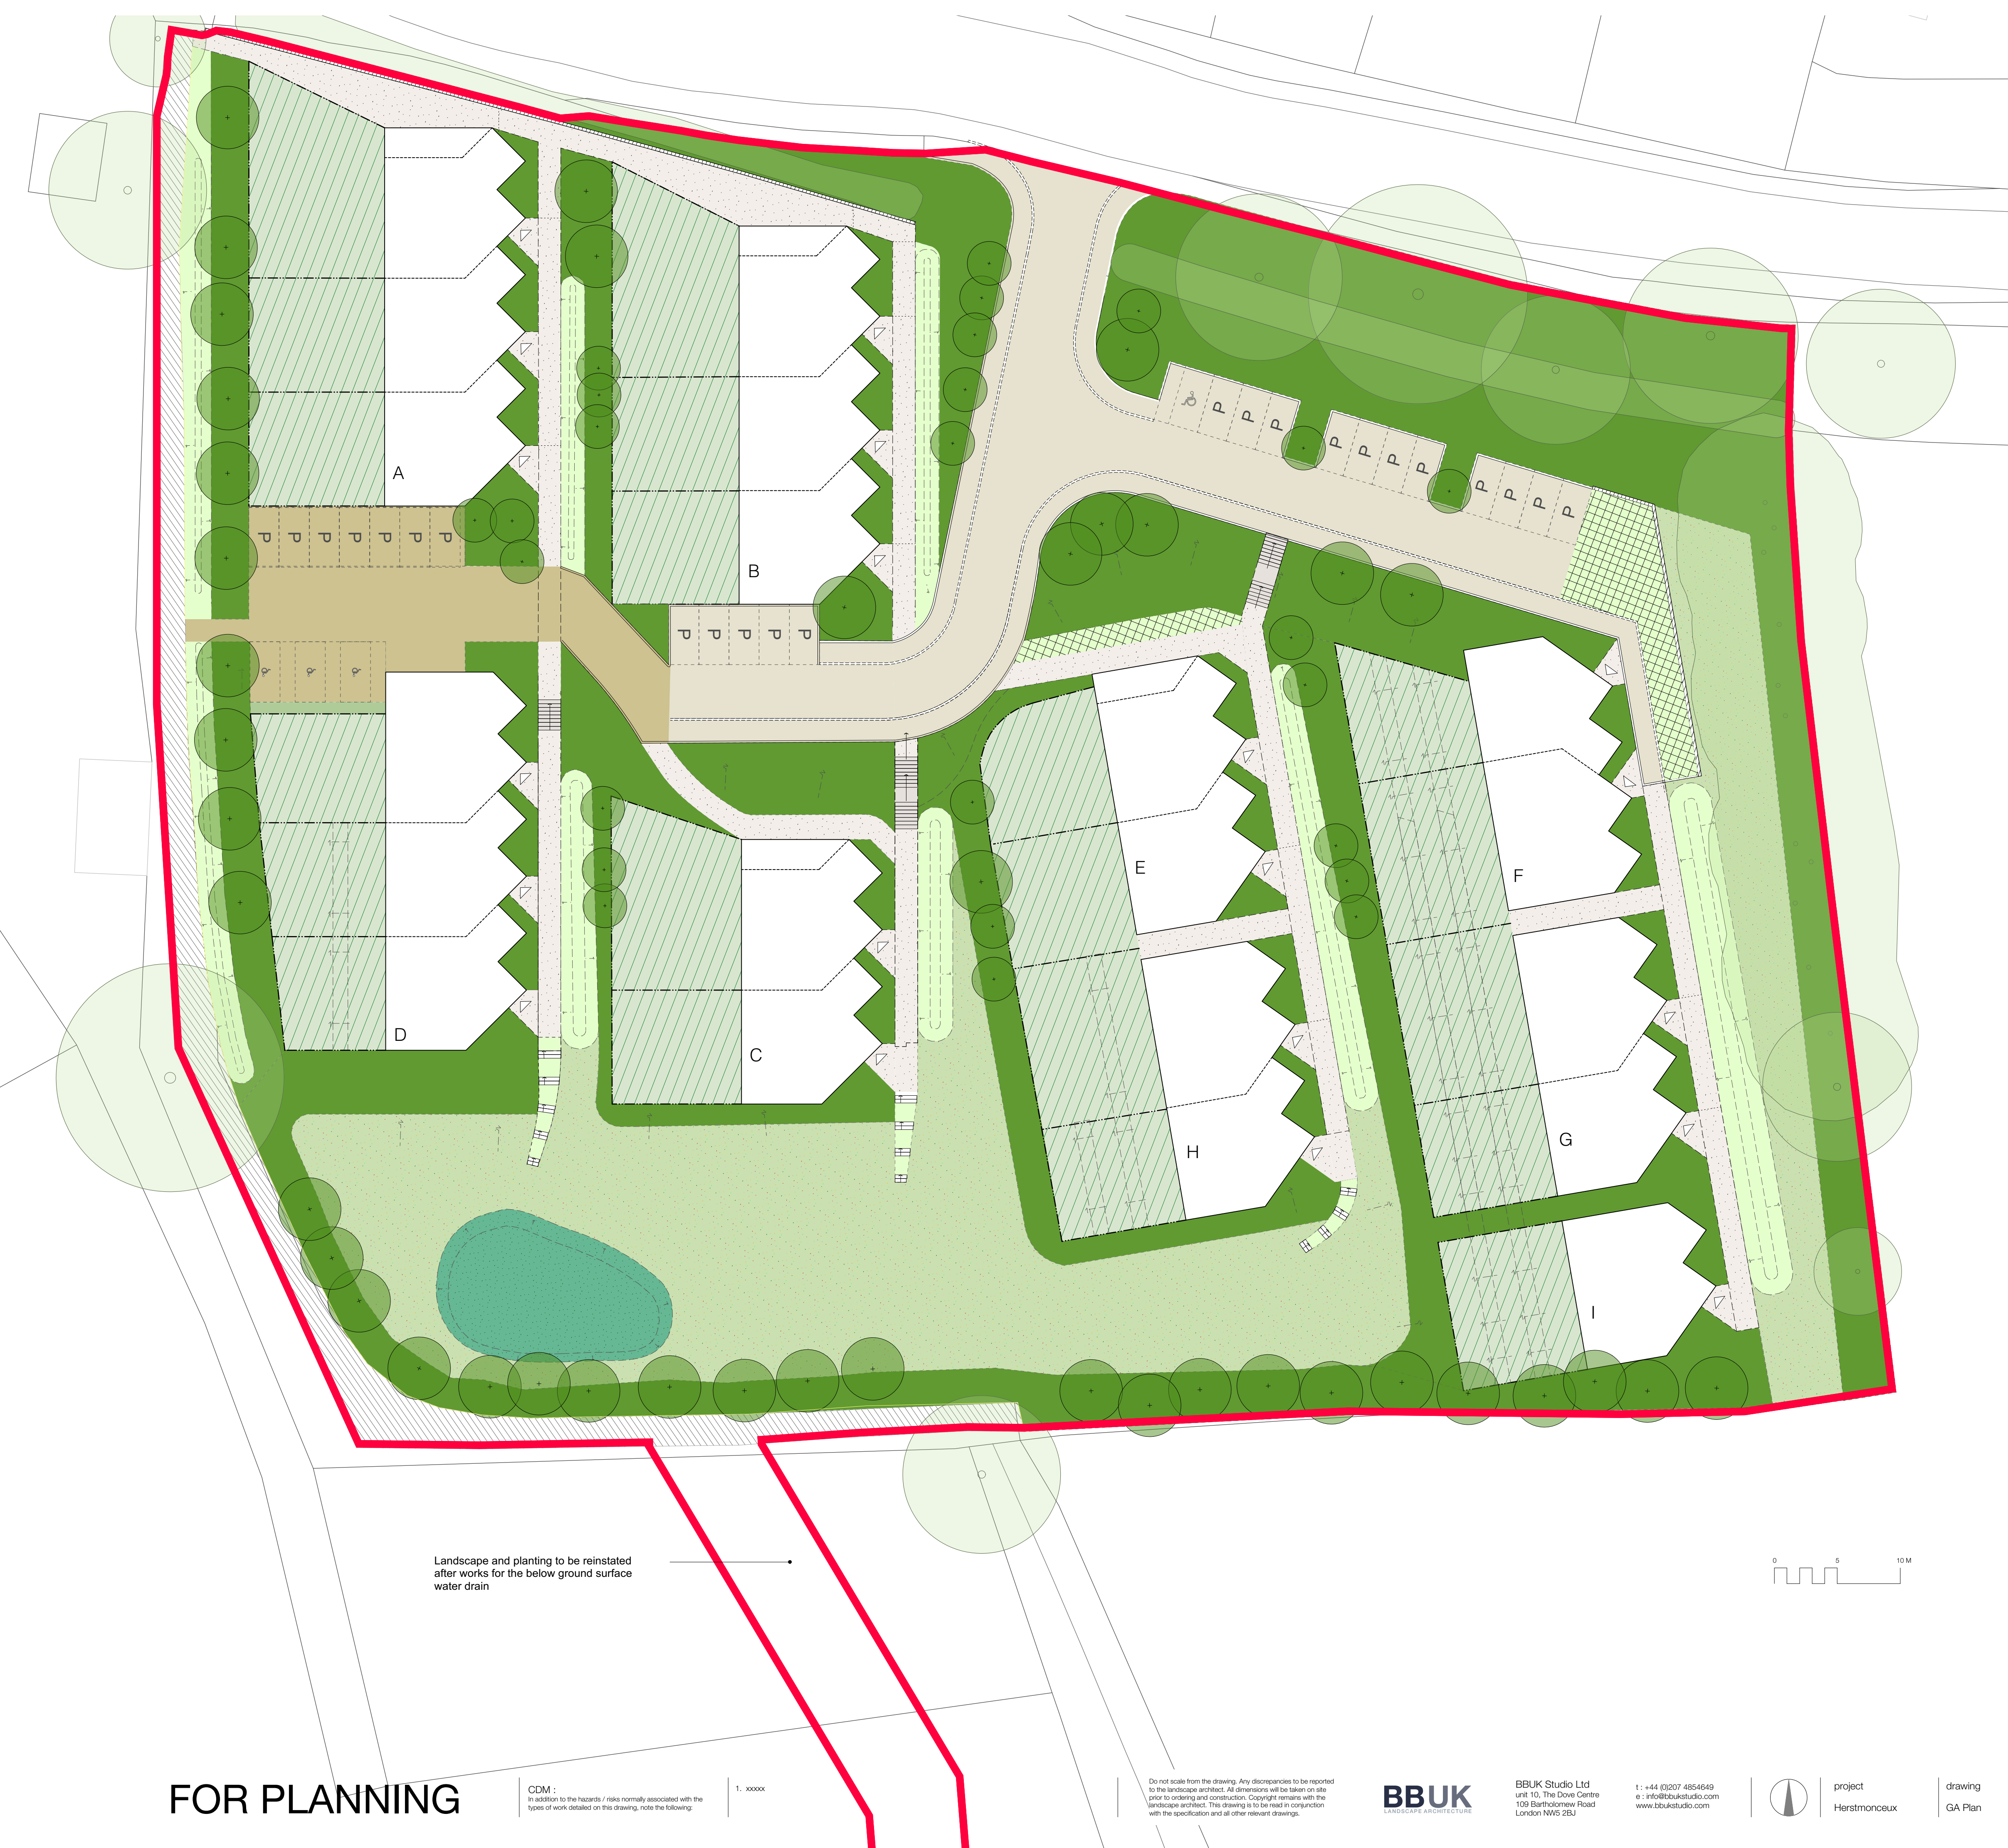 P P P P
P P P P
P P P P
A
P P P P P P P
B
P P P P P
P P P
E
F
D
C
H
G
I
Landscape and planting to be reinstated
after works for the below ground surface
water drain
0 5 10 M
FOR PLANNING
CDM :
In addition to the hazards / risks normally associated with the
types of work detailed on this drawing, note the following:
1. xxxxx
Do not scale from the drawing. Any discrepancies to be reported
to the landscape architect. All dimensions will be taken on site
prior to ordering and construction. Copyright remains with the
landscape architect. This drawing is to be read in conjunction
with the specification and all other relevant drawings.
BBUK
LANDSCAPE ARCHITECTURE
BBUK Studio Ltd
unit 10, The Dove Centre
109 Bartholomew Road
London NW5 2BJ
t : +44 (0)207 4854649
e : info@bbukstudio.com
www.bbukstudio.com
project
Herstmonceux
drawing
GA Plan